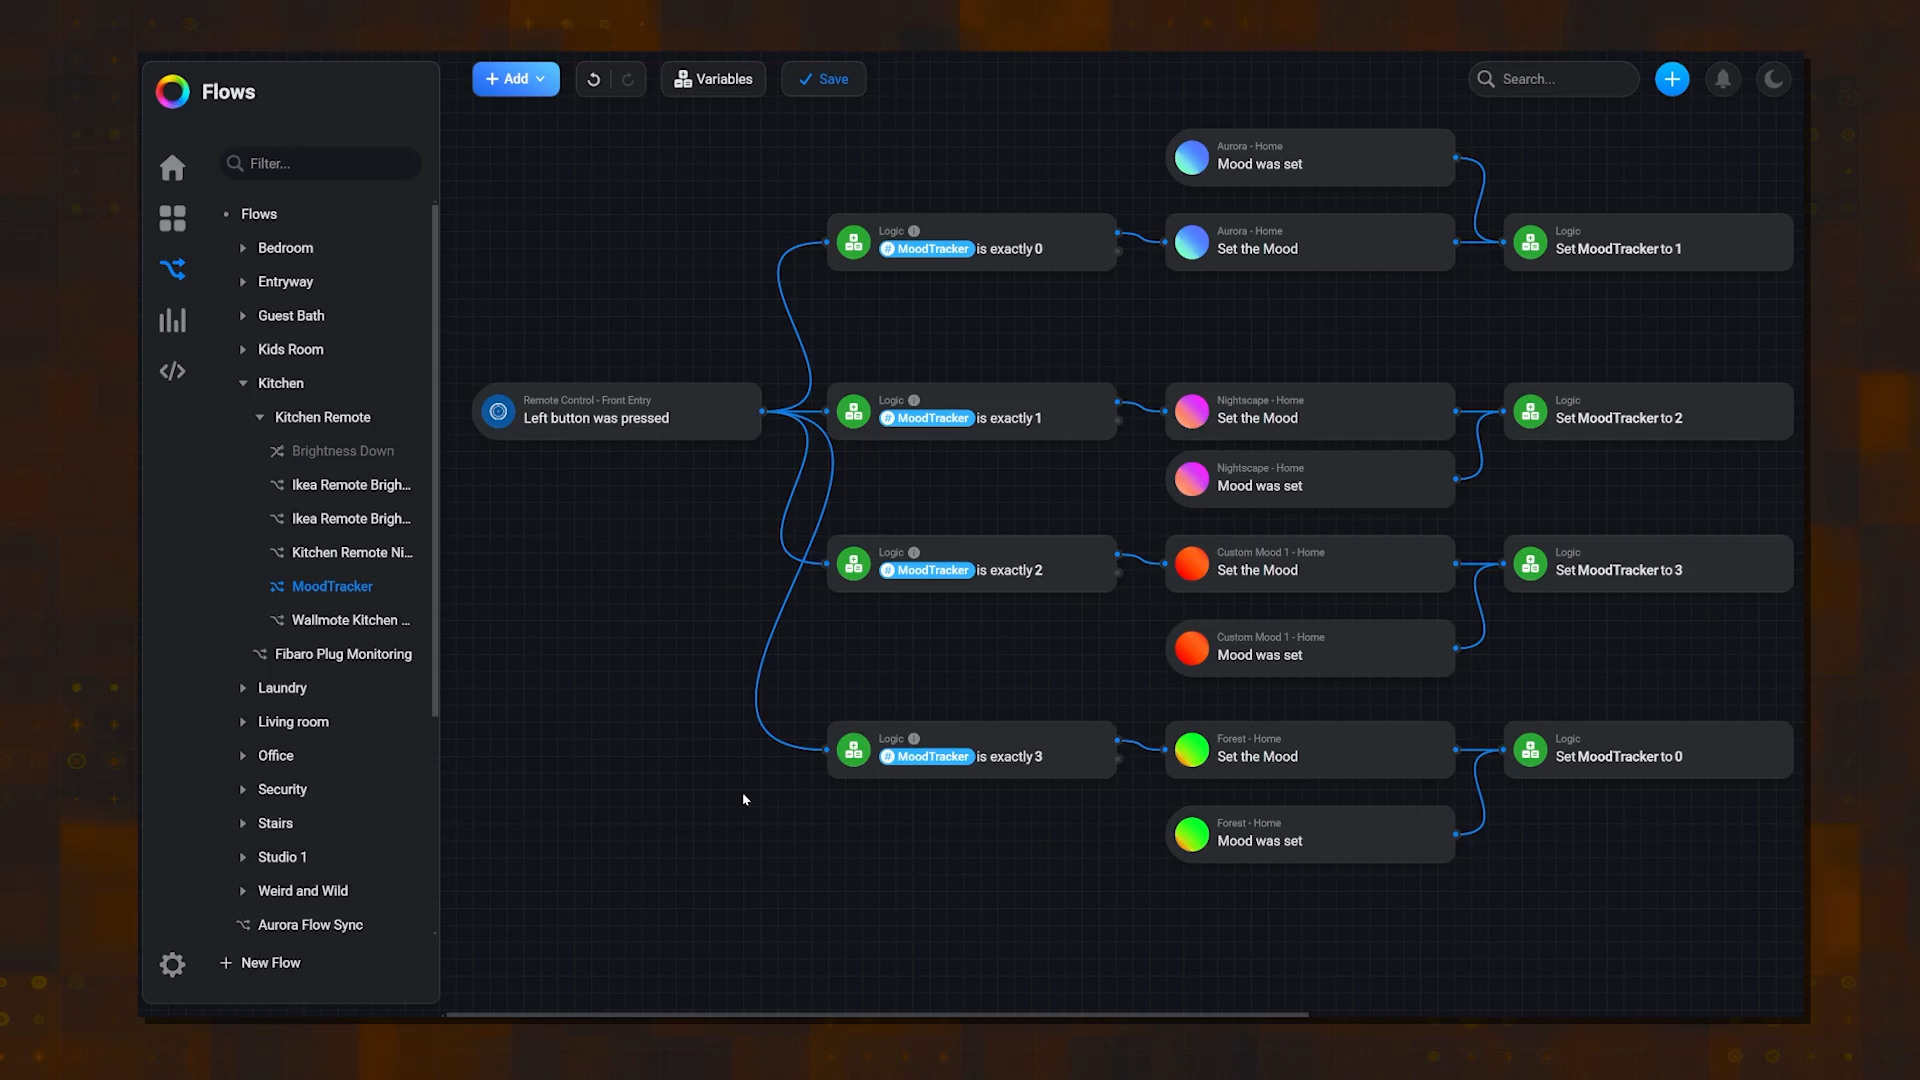 Flows
Filter...
Flows
Bedroom
Entryway
Guest Bath
Kids Room
Kitchen
Kitchen Remote
Brightness Down
Ikea Remote Brigh...
Ikea Remote Brigh...
Kitchen Remote Ni...
MoodTracker
Wallmote Kitchen ...
Fibaro Plug Monitoring
Laundry
Living room
Office
Security
Stairs
Studio 1
Weird and Wild
Aurora Flow Sync
+ New Flow
+ Add
Variables
Save
Search...
Aurora - Home
Mood was set
Logic
# MoodTracker is exactly 0
Aurora - Home
Set the Mood
Logic
Set MoodTracker to 1
Remote Control - Front Entry
Left button was pressed
Logic
# MoodTracker is exactly 1
Nightscape - Home
Set the Mood
Logic
Set MoodTracker to 2
Nightscape - Home
Mood was set
Logic
# MoodTracker is exactly 2
Custom Mood 1 - Home
Set the Mood
Logic
Set MoodTracker to 3
Custom Mood 1 - Home
Mood was set
Logic
# MoodTracker is exactly 3
Forest - Home
Set the Mood
Logic
Set MoodTracker to 0
Forest - Home
Mood was set